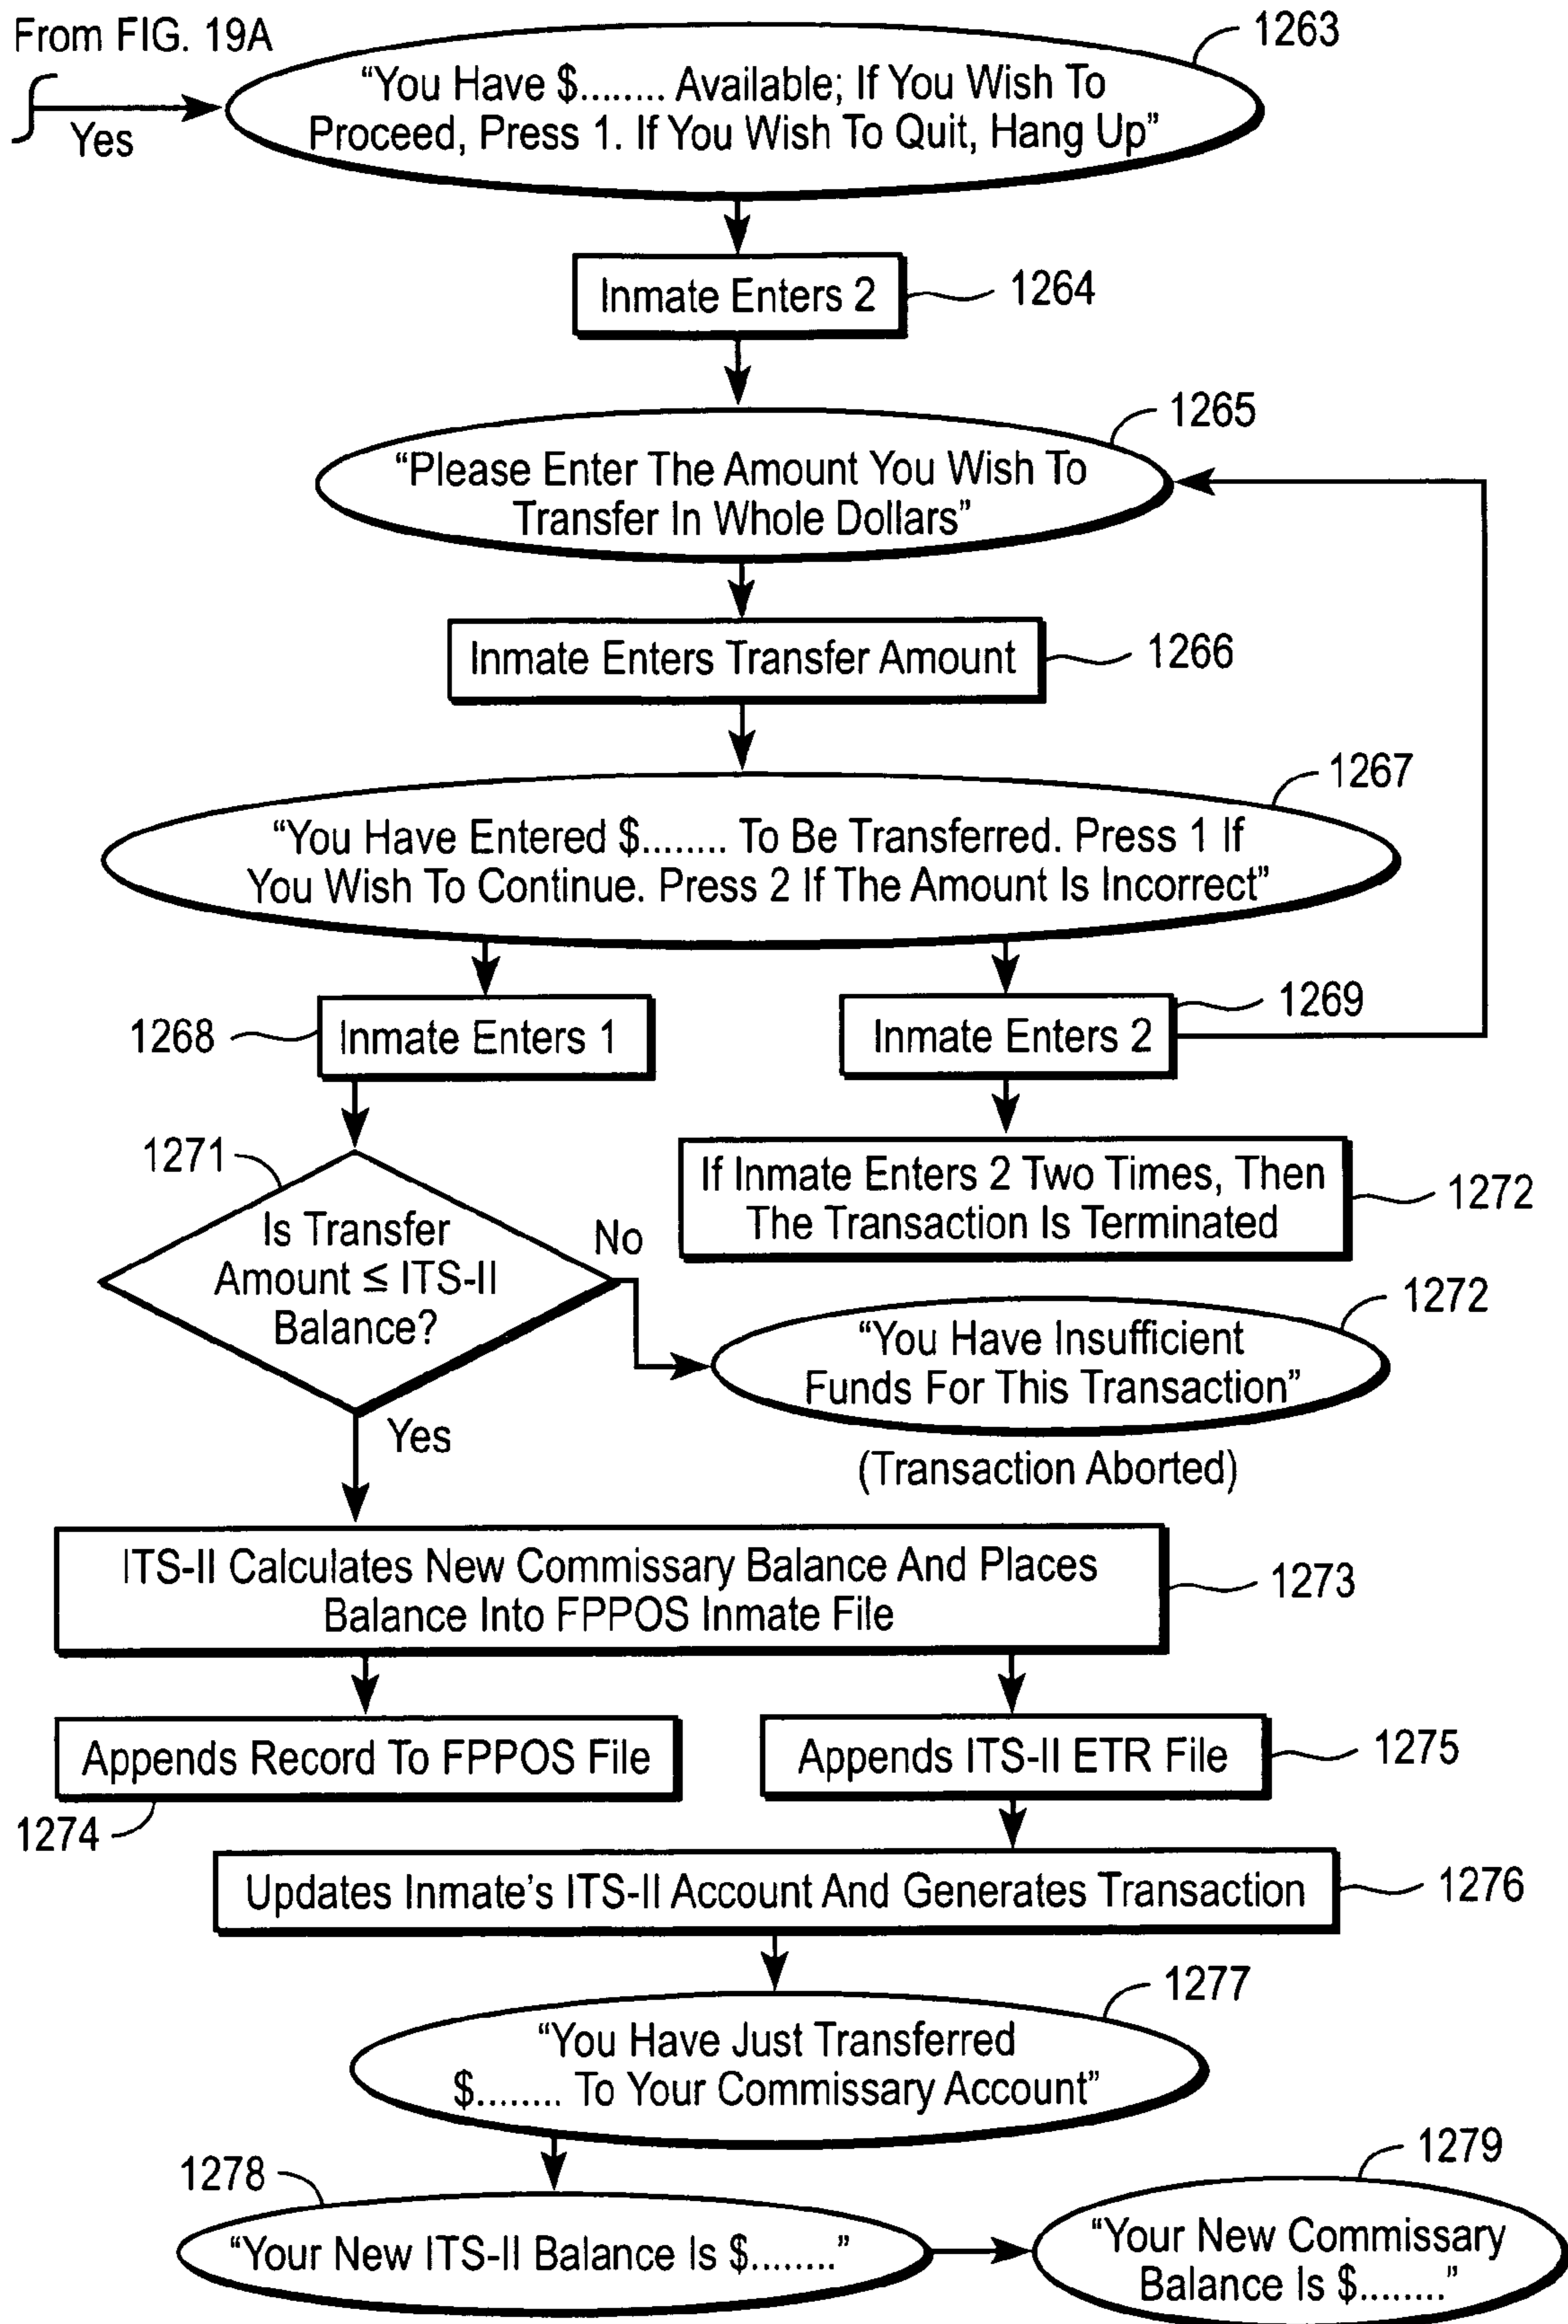 From FIG. 19A
1263
Yes
“You Have $........ Available; If You Wish To
Proceed, Press 1. If You Wish To Quit, Hang Up”
Inmate Enters 2
1264
1265
“Please Enter The Amount You Wish To
Transfer In Whole Dollars”
Inmate Enters Transfer Amount
1266
1267
“You Have Entered $........ To Be Transferred. Press 1 If
You Wish To Continue. Press 2 If The Amount Is Incorrect”
1268
Inmate Enters 1
Inmate Enters 2
1269
1271
Is Transfer
Amount ≤ ITS-II
Balance?
No
If Inmate Enters 2 Two Times, Then
The Transaction Is Terminated
1272
1272
“You Have Insufficient
Funds For This Transaction”
(Transaction Aborted)
Yes
ITS-II Calculates New Commissary Balance And Places
Balance Into FPPOS Inmate File
1273
Appends Record To FPPOS File
1274
Appends ITS-II ETR File
1275
Updates Inmate’s ITS-II Account And Generates Transaction
1276
1277
“You Have Just Transferred
$........ To Your Commissary Account”
1278
“Your New ITS-II Balance Is $........”
1279
“Your New Commissary
Balance Is $........”